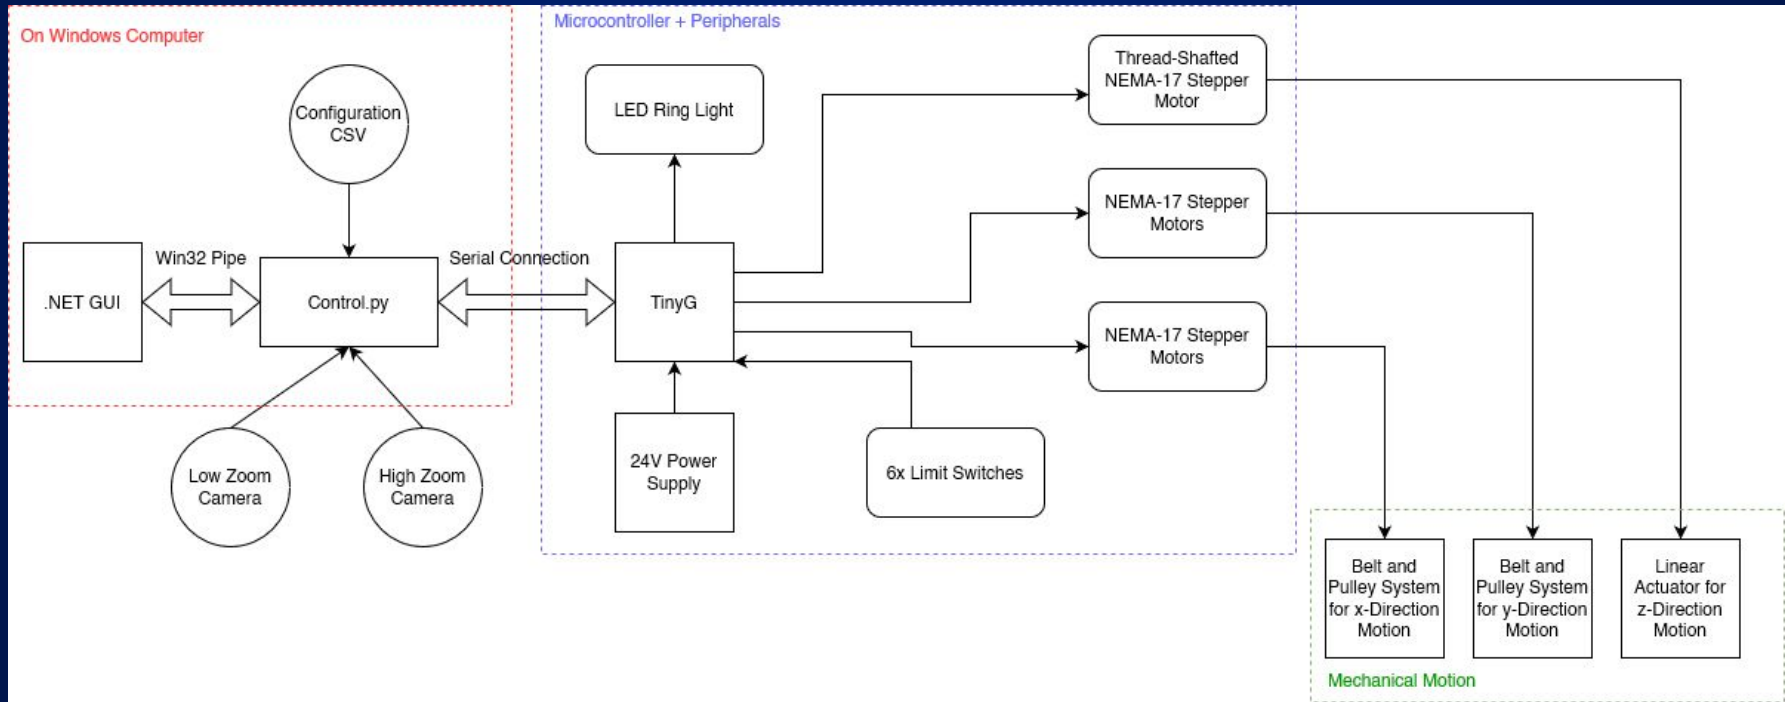 On Windows Computer
Configuration
CSV
.NET GUI
Win32 Pipe
Control.py
Serial Connection
Low Zoom
Camera
High Zoom
Camera
Microcontroller + Peripherals
LED Ring Light
TinyG
24V Power
Supply
6x Limit Switches
Thread-Shafted
NEMA-17 Stepper
Motor
NEMA-17 Stepper
Motors
NEMA-17 Stepper
Motors
Belt and
Pulley System
for x-Direction
Motion
Belt and
Pulley System
for y-Direction
Motion
Linear
Actuator for
z-Direction
Motion
Mechanical Motion